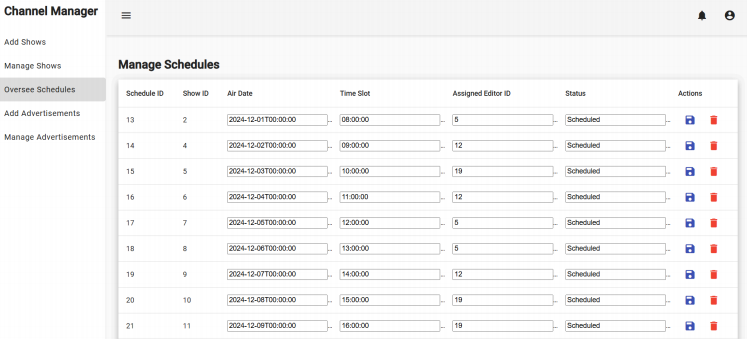 Channel Manager
Add Shows
Manage Shows
Oversee Schedules
Add Advertisements
Manage Advertisements
Manage Schedules
Schedule ID Show ID Air Date Time Slot Assigned Editor ID Status Actions
13 2 2024-12-01T00:00:00 ... 08:00:00 ... 5 ... Scheduled ...
14 4 2024-12-02T00:00:00 ... 09:00:00 ... 12 ... Scheduled ...
15 5 2024-12-03T00:00:00 ... 10:00:00 ... 19 ... Scheduled ...
16 6 2024-12-04T00:00:00 ... 11:00:00 ... 12 ... Scheduled ...
17 7 2024-12-05T00:00:00 ... 12:00:00 ... 5 ... Scheduled ...
18 8 2024-12-06T00:00:00 ... 13:00:00 ... 5 ... Scheduled ...
19 9 2024-12-07T00:00:00 ... 14:00:00 ... 12 ... Scheduled ...
20 10 2024-12-08T00:00:00 ... 15:00:00 ... 19 ... Scheduled ...
21 11 2024-12-09T00:00:00 ... 16:00:00 ... 19 ... Scheduled ...